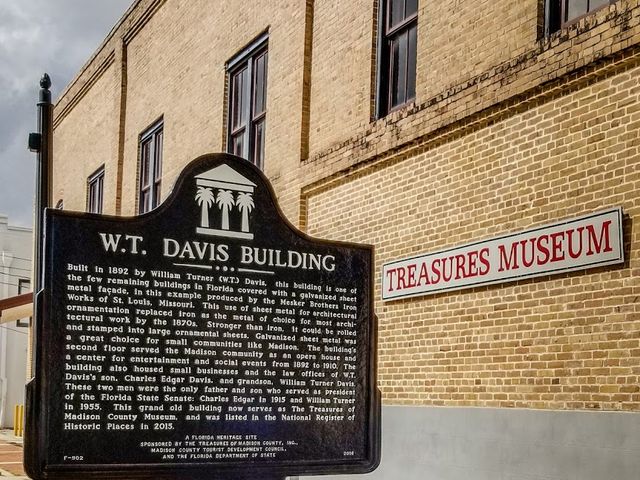 W.T. DAVIS BUILDING
Built in 1892 by William Turner (W.T.) Davis, this building is one of
the few remaining buildings in Florida covered with a galvanized sheet
metal façade, in this example produced by the Mesker Brothers Iron
Works of St. Louis, Missouri. This use of sheet metal for architectural
ornamentation replaced iron as the metal of choice for most archi-
tectural work by the 1870s. Stronger than iron, it could be rolled
and stamped into large ornamental sheets. Galvanized sheet metal was
a great choice for small communities like Madison. The building's
second floor served the Madison community as an opera house and
a center for entertainment and social events from 1892 to 1910. The
building also housed small businesses and the law offices of W.T.
Davis's son, Charles Edgar Davis, and grandson, William Turner Davis.
These two men were the only father and son who served as president
of the Florida State Senate: Charles Edgar in 1915 and William Turner
in 1955. This grand old building now serves as The Treasures of
Madison County Museum, and was listed in the National Register of
Historic Places in 2015.
A FLORIDA HERITAGE SITE
SPONSORED BY THE TREASURES OF MADISON COUNTY, INC.,
MADISON COUNTY TOURIST DEVELOPMENT COUNCIL,
AND THE FLORIDA DEPARTMENT OF STATE
F-902
2016
TREASURES MUSEUM